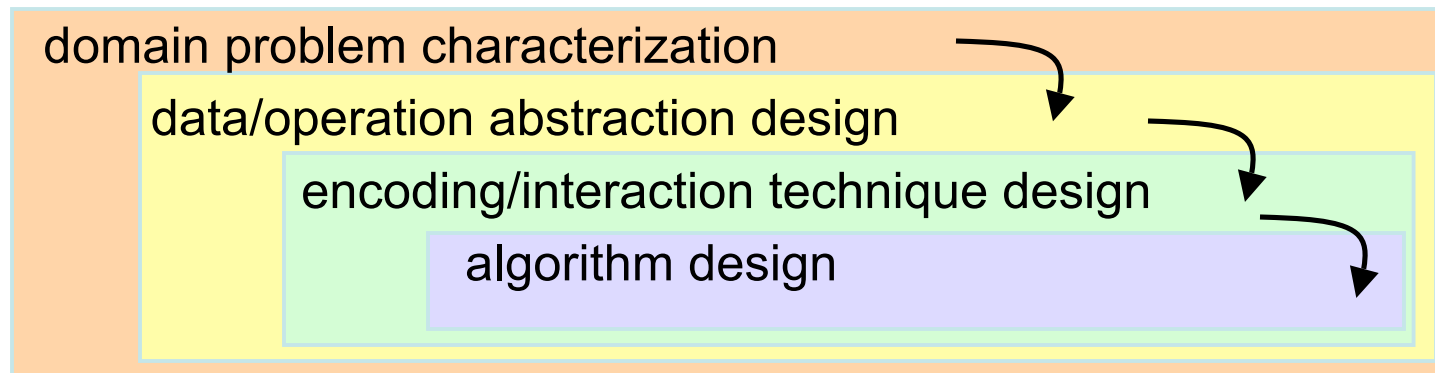 domain problem characterization
data/operation abstraction design
encoding/interaction technique design
algorithm design